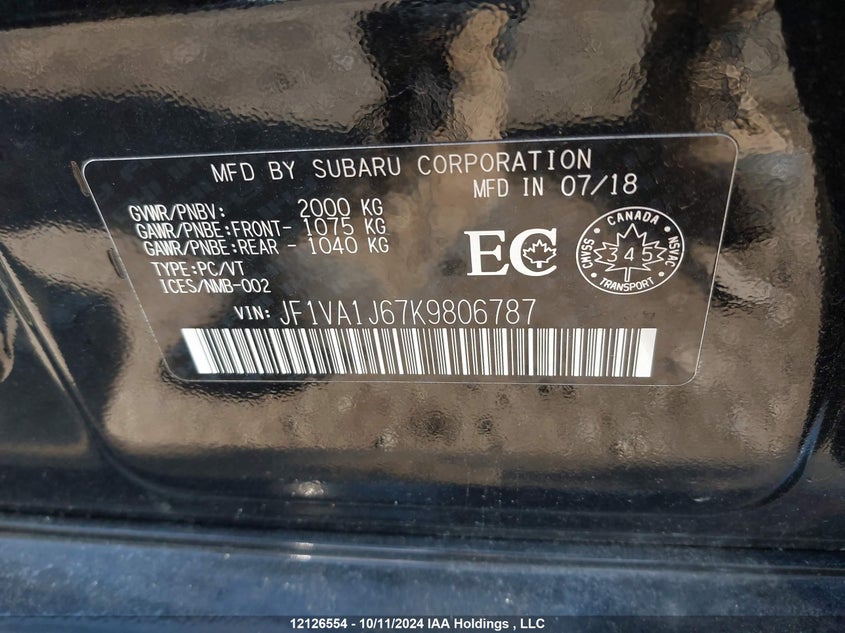 MFD BY SUBARU CORPORATION
MFD IN 07/18
GVWR/PNBV: 2000 KG
GAWR/PNBE:FRONT- 1075 KG
GAWR/PNBE:REAR - 1040 KG
TYPE:PC/VT
ICES/NMB-002
EC
CANADA
CMVSS
345
NSVAC
TRANSPORT
VIN: JF1VA1J67K9806787
12126554 - 10/11/2024 IAA Holdings , LLC